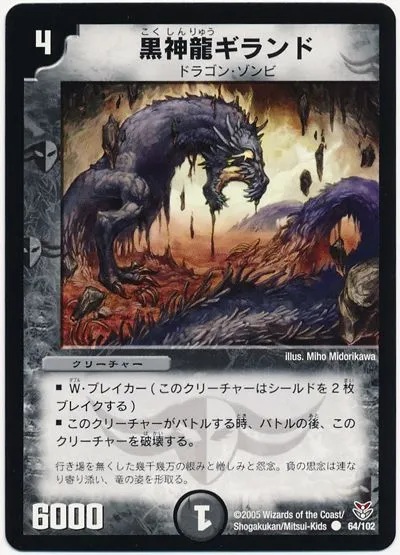 4
こくしんりゅう
黒神龍ギランド
ドラゴン・ゾンビ
illus. Miho Midorikawa
クリーチャー
ダブル
■ W・ブレイカー(このクリーチャーはシールドを2枚
ブレイクする)
■ このクリーチャーがバトルする時、バトルの後、こ
のクリーチャーを破壊する。
行き場を無くした幾千幾万の恨みと憎しみと怨念。負の思念は連な
り寄り添い、竜の姿を形取る。
6000
1
©2005 Wizards of the Coast/
Shogakukan/Mitsui-Kids ● 64/102